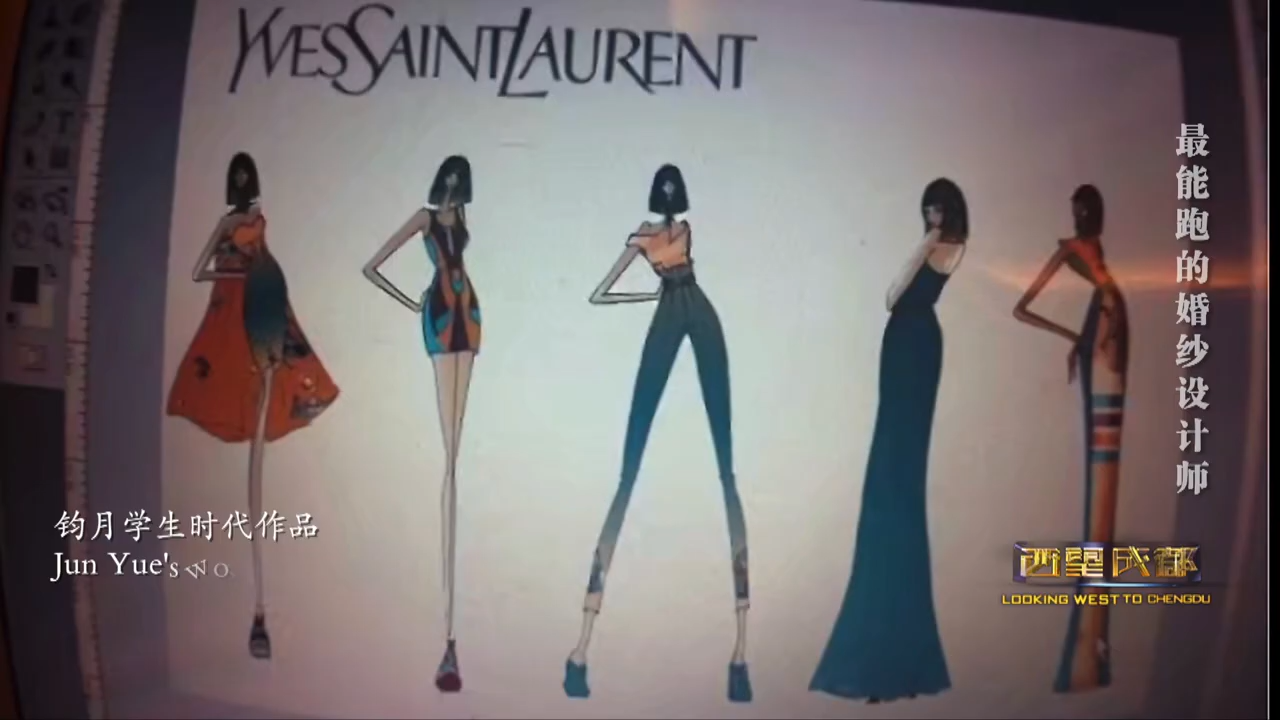 YVESSAINTLAURENT
最能跑的婚纱设计师
钧月学生时代作品
Jun Yue's wo.
西望成都
LOOKING WEST TO CHENGDU